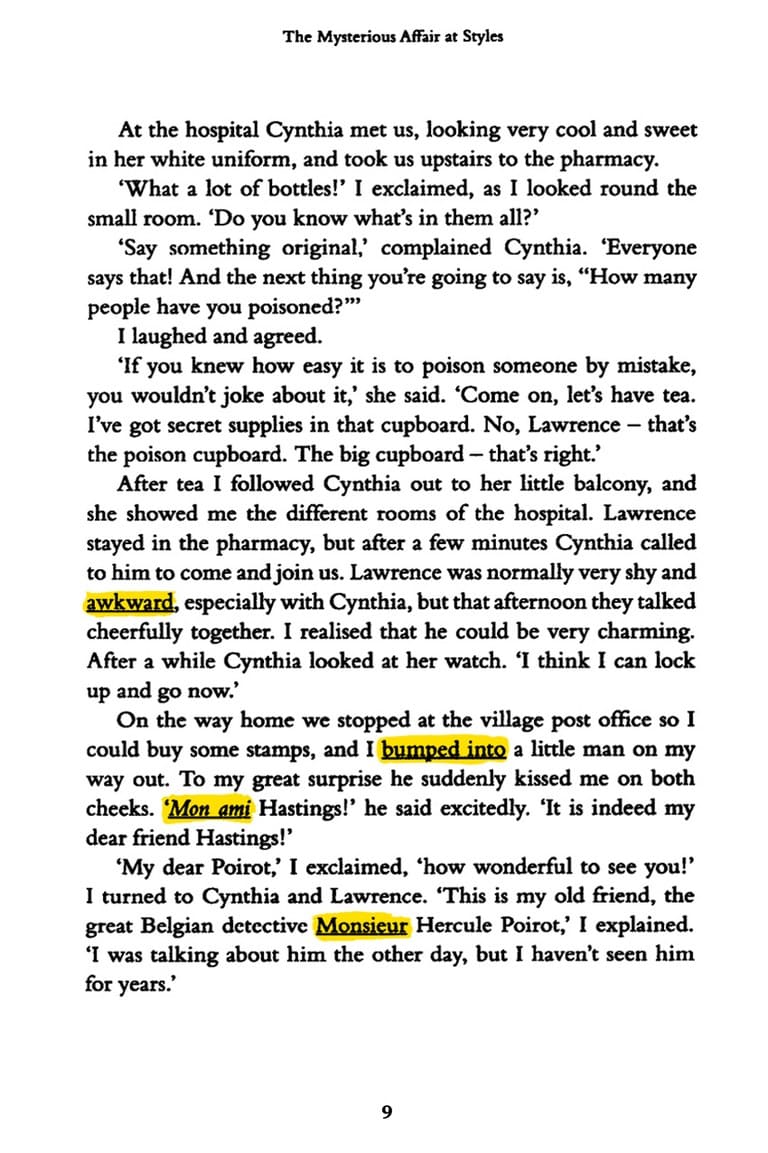 The Mysterious Affair at Styles
At the hospital Cynthia met us, looking very cool and sweet
in her white uniform, and took us upstairs to the pharmacy.
‘What a lot of bottles!’ I exclaimed, as I looked round the
small room. ‘Do you know what’s in them all?’
‘Say something original,’ complained Cynthia. ‘Everyone
says that! And the next thing you’re going to say is, “How many
people have you poisoned?”’
I laughed and agreed.
‘If you knew how easy it is to poison someone by mistake,
you wouldn’t joke about it,’ she said. ‘Come on, let’s have tea.
I’ve got secret supplies in that cupboard. No, Lawrence – that’s
the poison cupboard. The big cupboard – that’s right.’
After tea I followed Cynthia out to her little balcony, and
she showed me the different rooms of the hospital. Lawrence
stayed in the pharmacy, but after a few minutes Cynthia called
to him to come and join us. Lawrence was normally very shy and
awkward, especially with Cynthia, but that afternoon they talked
cheerfully together. I realised that he could be very charming.
After a while Cynthia looked at her watch. ‘I think I can lock
up and go now.’
On the way home we stopped at the village post office so I
could buy some stamps, and I bumped into a little man on my
way out. To my great surprise he suddenly kissed me on both
cheeks. ‘Mon ami Hastings!’ he said excitedly. ‘It is indeed my
dear friend Hastings!’
‘My dear Poirot,’ I exclaimed, ‘how wonderful to see you!’
I turned to Cynthia and Lawrence. ‘This is my old friend, the
great Belgian detective Monsieur Hercule Poirot,’ I explained.
‘I was talking about him the other day, but I haven’t seen him
for years.’
9